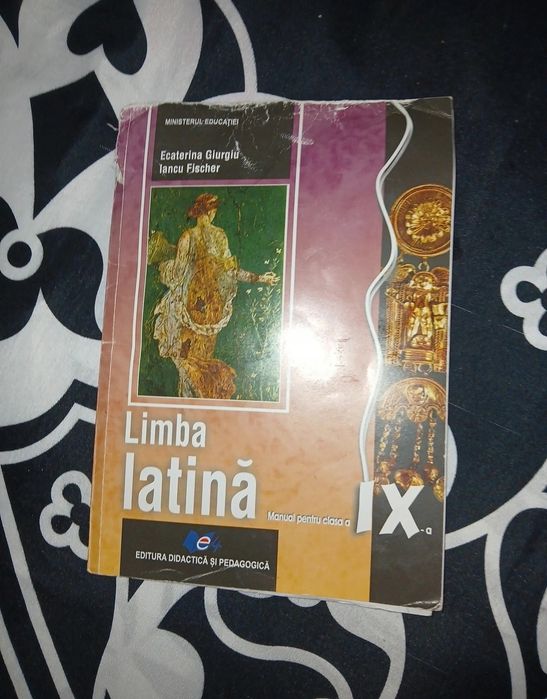 MINISTERUL EDUCAȚIEI
Ecaterina Giurgiu
Iancu Fischer
Limba
latină
Manual pentru clasa a IX-a
EDITURA DIDACTICĂ ȘI PEDAGOGICĂ